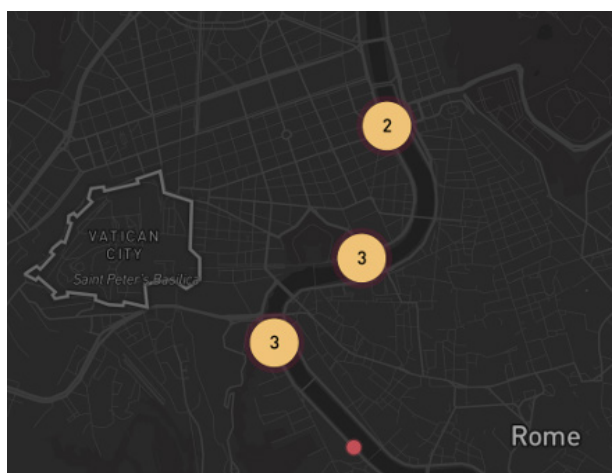 2
VATICAN
CITY
3
Saint Peter's Basilica
3
Rome